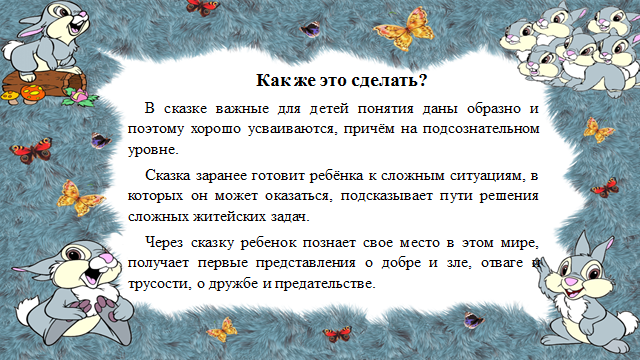 Как же это сделать?
В сказке важные для детей понятия даны образно и
поэтому хорошо усваиваются, причём на подсознательном
уровне.
Сказка заранее готовит ребёнка к сложным ситуациям, в
которых он может оказаться, подсказывает пути решения
сложных житейских задач.
Через сказку ребенок познает свое место в этом мире,
получает первые представления о добре и зле, отваге и
трусости, о дружбе и предательстве.